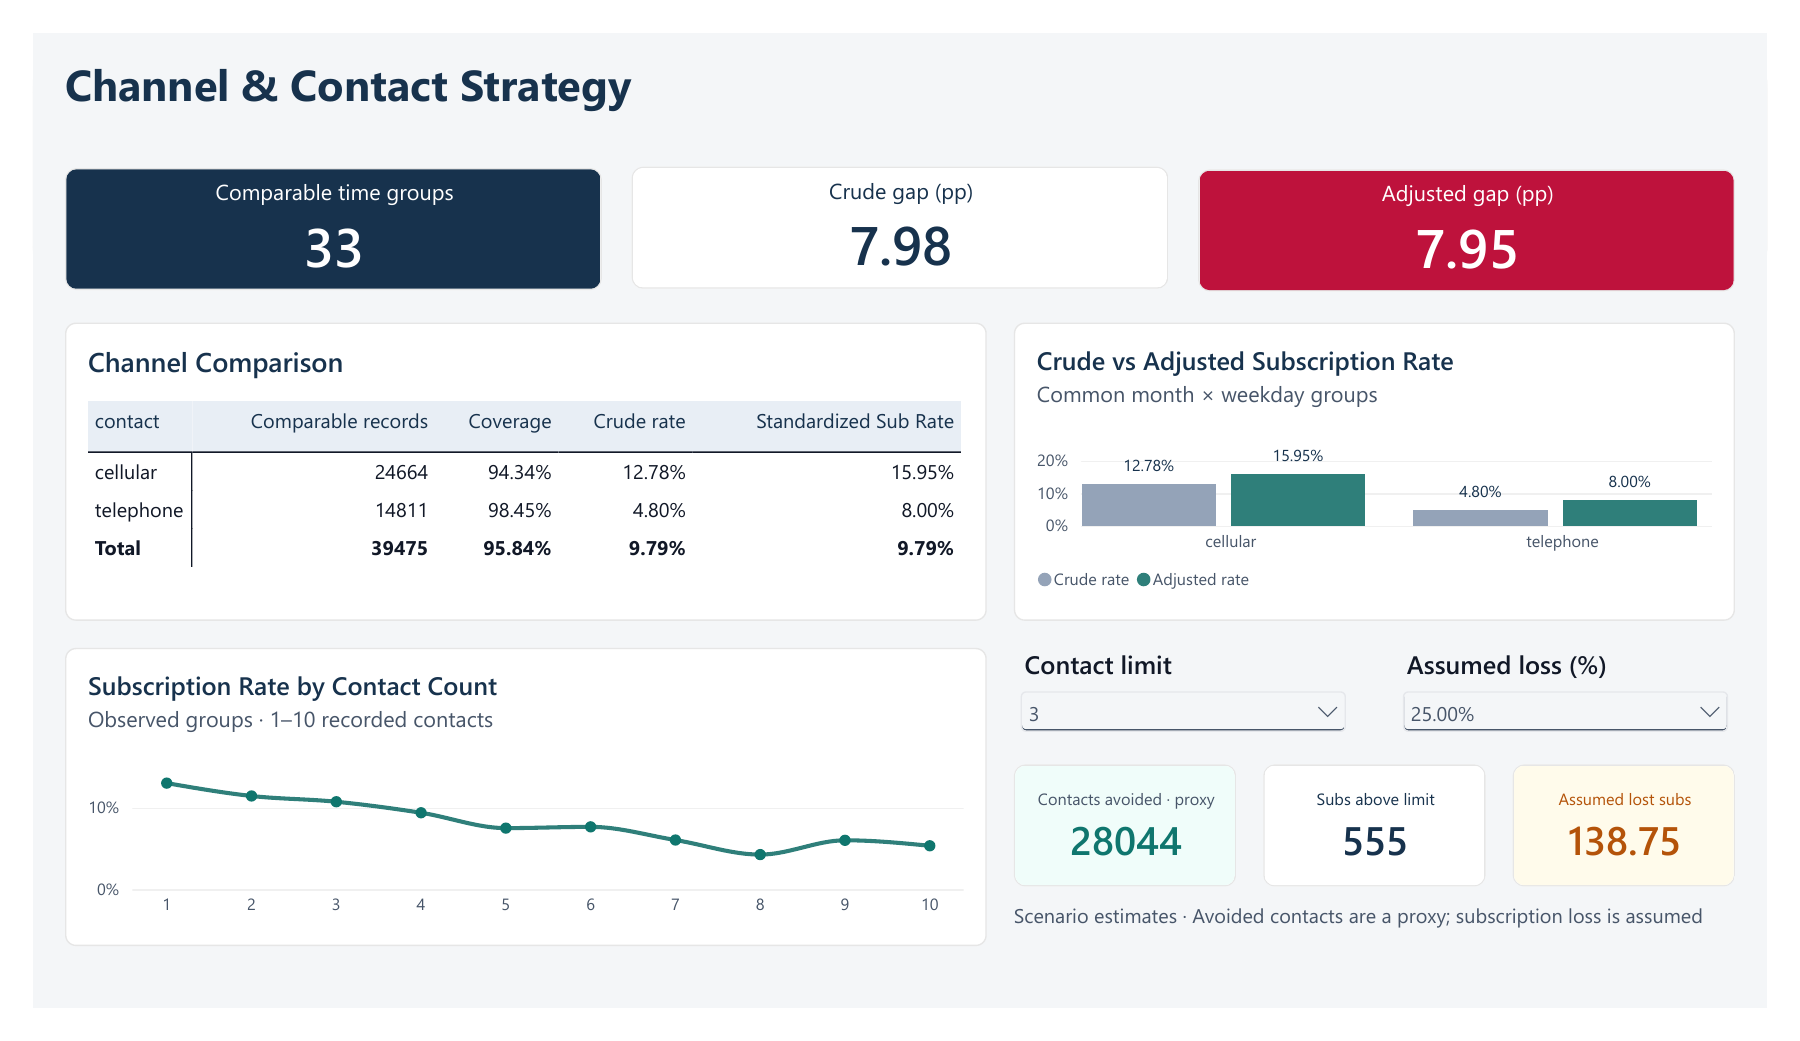 Channel & Contact Strategy
Comparable time groups
33
Crude gap (pp)
7.98
Adjusted gap (pp)
7.95
Channel Comparison
contact Comparable records Coverage Crude rate Standardized Sub Rate
cellular 24664 94.34% 12.78% 15.95%
telephone 14811 98.45% 4.80% 8.00%
Total 39475 95.84% 9.79% 9.79%
Crude vs Adjusted Subscription Rate
Common month × weekday groups
20%
10%
0%
12.78%
15.95%
4.80%
8.00%
cellular
telephone
Crude rate
Adjusted rate
Subscription Rate by Contact Count
Observed groups · 1–10 recorded contacts
10%
0%
1 2 3 4 5 6 7 8 9 10
Contact limit
3
Assumed loss (%)
25.00%
Contacts avoided · proxy
28044
Subs above limit
555
Assumed lost subs
138.75
Scenario estimates · Avoided contacts are a proxy; subscription loss is assumed